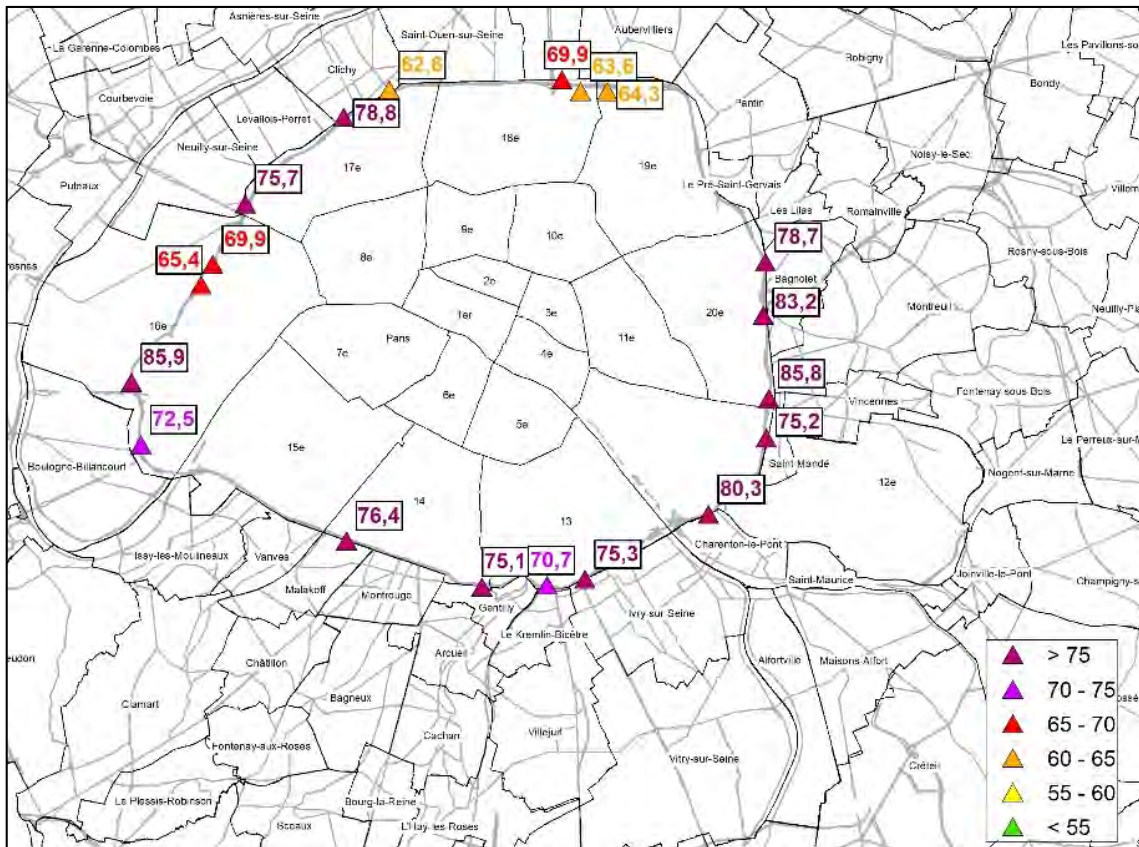 Asnières-sur-Seine
Saint-Ouen-sur-Seine
Aubervilliers
La Garenne-Colombes
Clichy
62,6
69,9
63,6
Bobigny
Les Pavillons-so
Courbevoie
64,3
Bondy
Levallois-Perret
78,8
Pantin
Neuilly-sur-Seine
18e
17e
19e
Noisy-le-Sec
Puteaux
75,7
Le Pré-Saint-Gervais
Villem
Les Lilas
Romainville
69,9
9e
10e
78,7
Rosny-sous-Bois
65,4
8e
Bagnolet
resnes
2e
83,2
Montreuil
Neuilly-Pla
16e
1er
3e
20e
Paris
11e
85,9
7e
4e
85,8
Fontenay-sous-Bois
6e
Vincennes
72,5
75,2
5e
Le Perreux-sur-M
15e
Saint-Mandé
Boulogne-Billancourt
12e
Nogent-sur-Marne
80,3
14
76,4
13
Charenton-le-Pont
Issy-les-Moulineaux
Vanves
75,1
70,7
75,3
Joinville-le-Pont
Malakoff
Saint-Maurice
Champigny-s
Montrouge
Gentilly
Ivry-sur-Seine
Le Kremlin-Bicêtre
Arcueil
Alfortville
Maisons-Alfort
> 75
eudon
Châtillon
Bagneux
70 - 75
Clamart
ossé
Cachan
Villejuif
65 - 70
Fontenay-aux-Roses
Vitry-sur-Seine
60 - 65
Créteil
Le Plessis-Robinson
Bourg-la-Reine
55 - 60
Sceaux
L'Haÿ-les-Roses
< 55